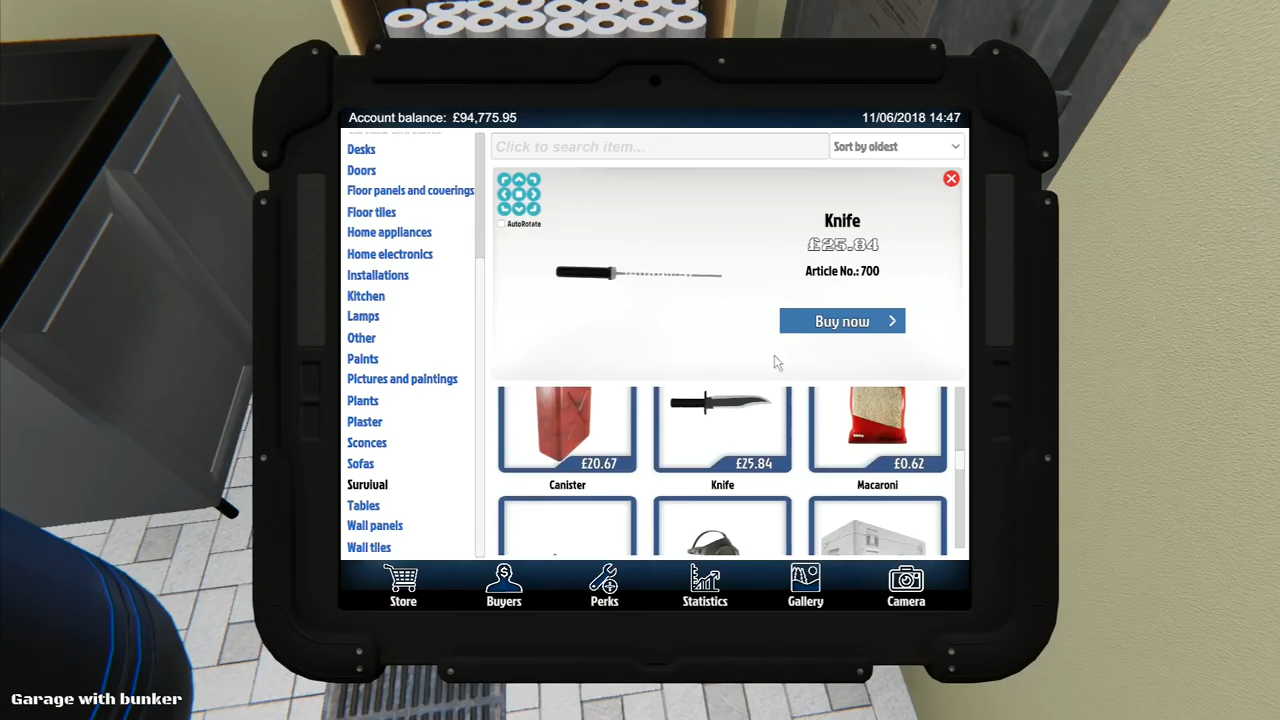 Account balance: £94,775.95
11/06/2018 14:47
Desks
Doors
Floor panels and coverings
Floor tiles
Home appliances
Home electronics
Installations
Kitchen
Lamps
Other
Paints
Pictures and paintings
Plants
Plaster
Sconces
Sofas
Survival
Tables
Wall panels
Wall tiles
Click to search item...
Sort by oldest
AutoRotate
Knife
£25.84
Article No.: 700
Buy now
£20.67
£25.84
£0.62
Canister
Knife
Macaroni
Store
Buyers
Perks
Statistics
Gallery
Camera
Garage with bunker